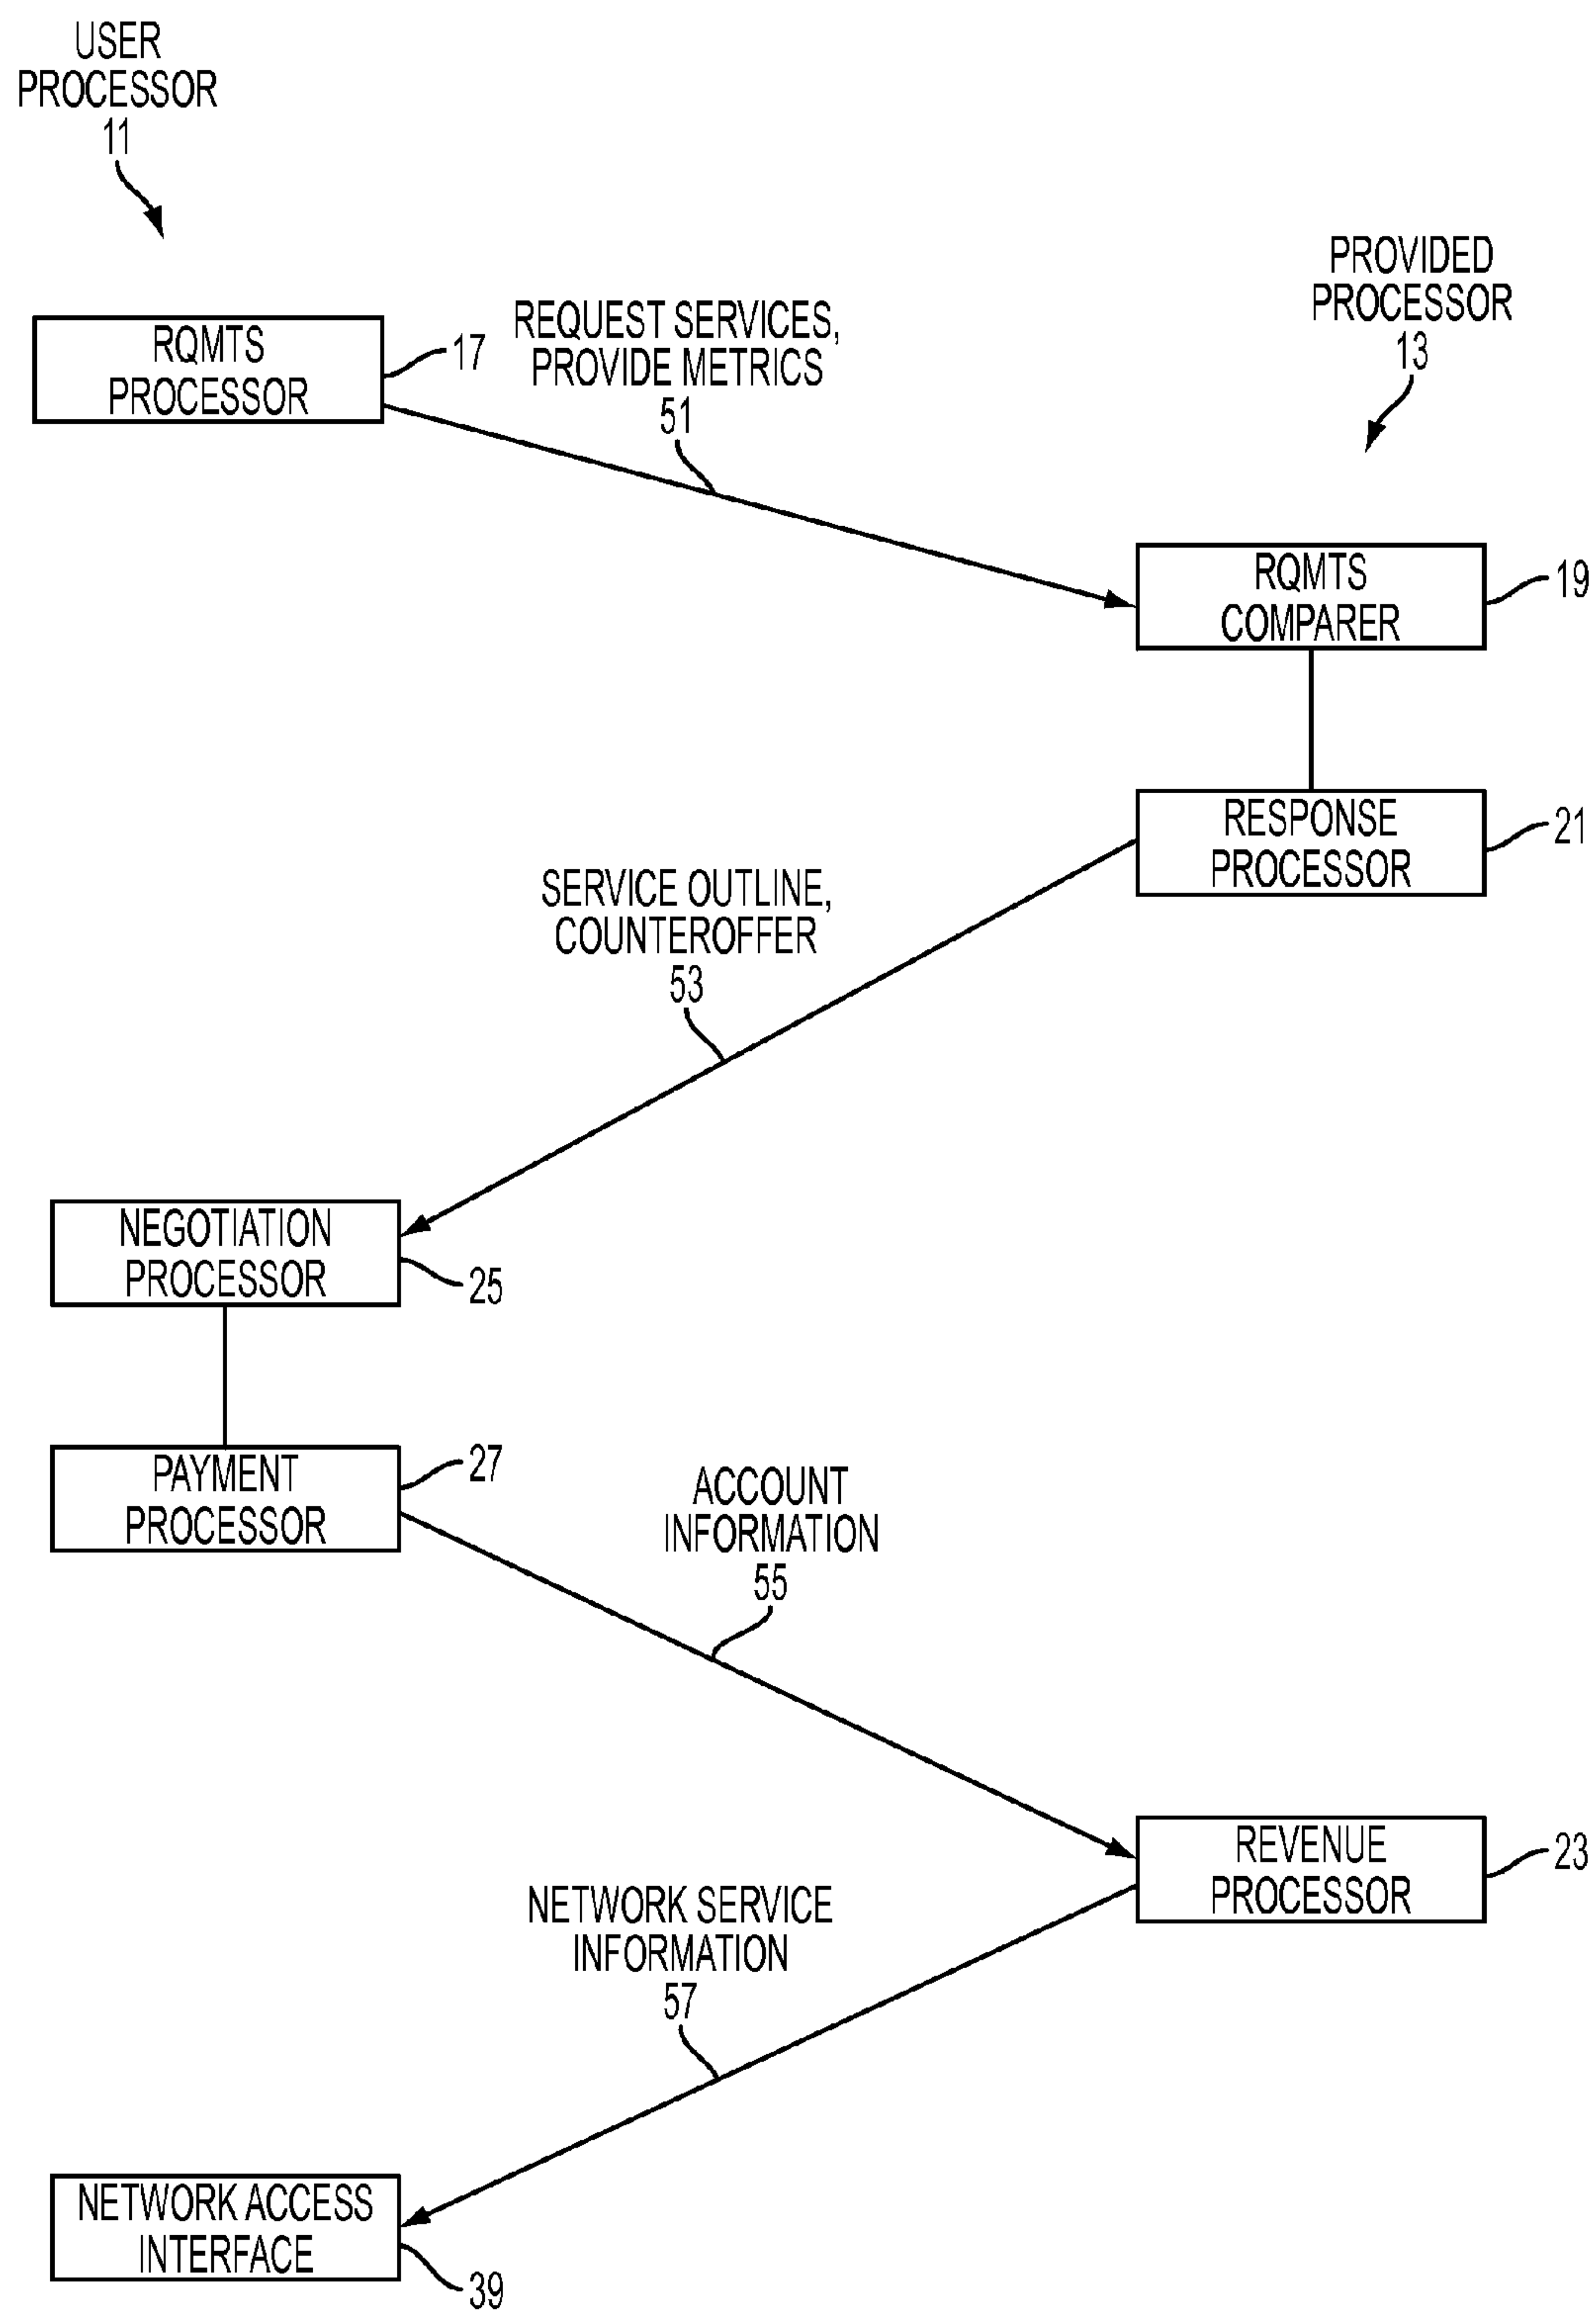 USER
PROCESSOR
11
PROVIDED
PROCESSOR
13
RQMTS
PROCESSOR
17
REQUEST SERVICES,
PROVIDE METRICS
51
RQMTS
COMPARER
19
RESPONSE
PROCESSOR
21
SERVICE OUTLINE,
COUNTEROFFER
53
NEGOTIATION
PROCESSOR
25
PAYMENT
PROCESSOR
27
ACCOUNT
INFORMATION
55
REVENUE
PROCESSOR
23
NETWORK SERVICE
INFORMATION
57
NETWORK ACCESS
INTERFACE
39